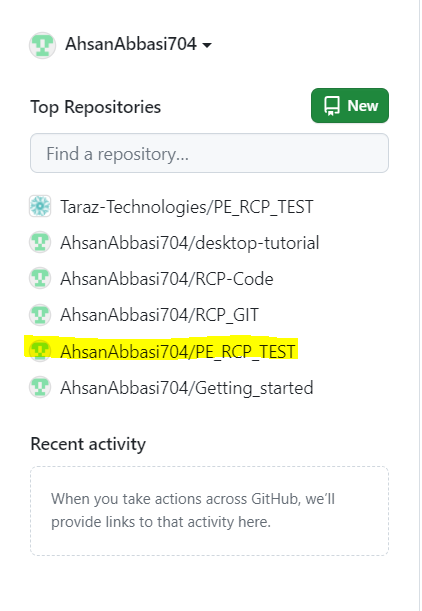 AhsanAbbasi704
Top Repositories
New
Find a repository...
Taraz-Technologies/PE_RCP_TEST
AhsanAbbasi704/desktop-tutorial
AhsanAbbasi704/RCP-Code
AhsanAbbasi704/RCP_GIT
AhsanAbbasi704/PE_RCP_TEST
AhsanAbbasi704/Getting_started
Recent activity
When you take actions across GitHub, we’ll
provide links to that activity here.